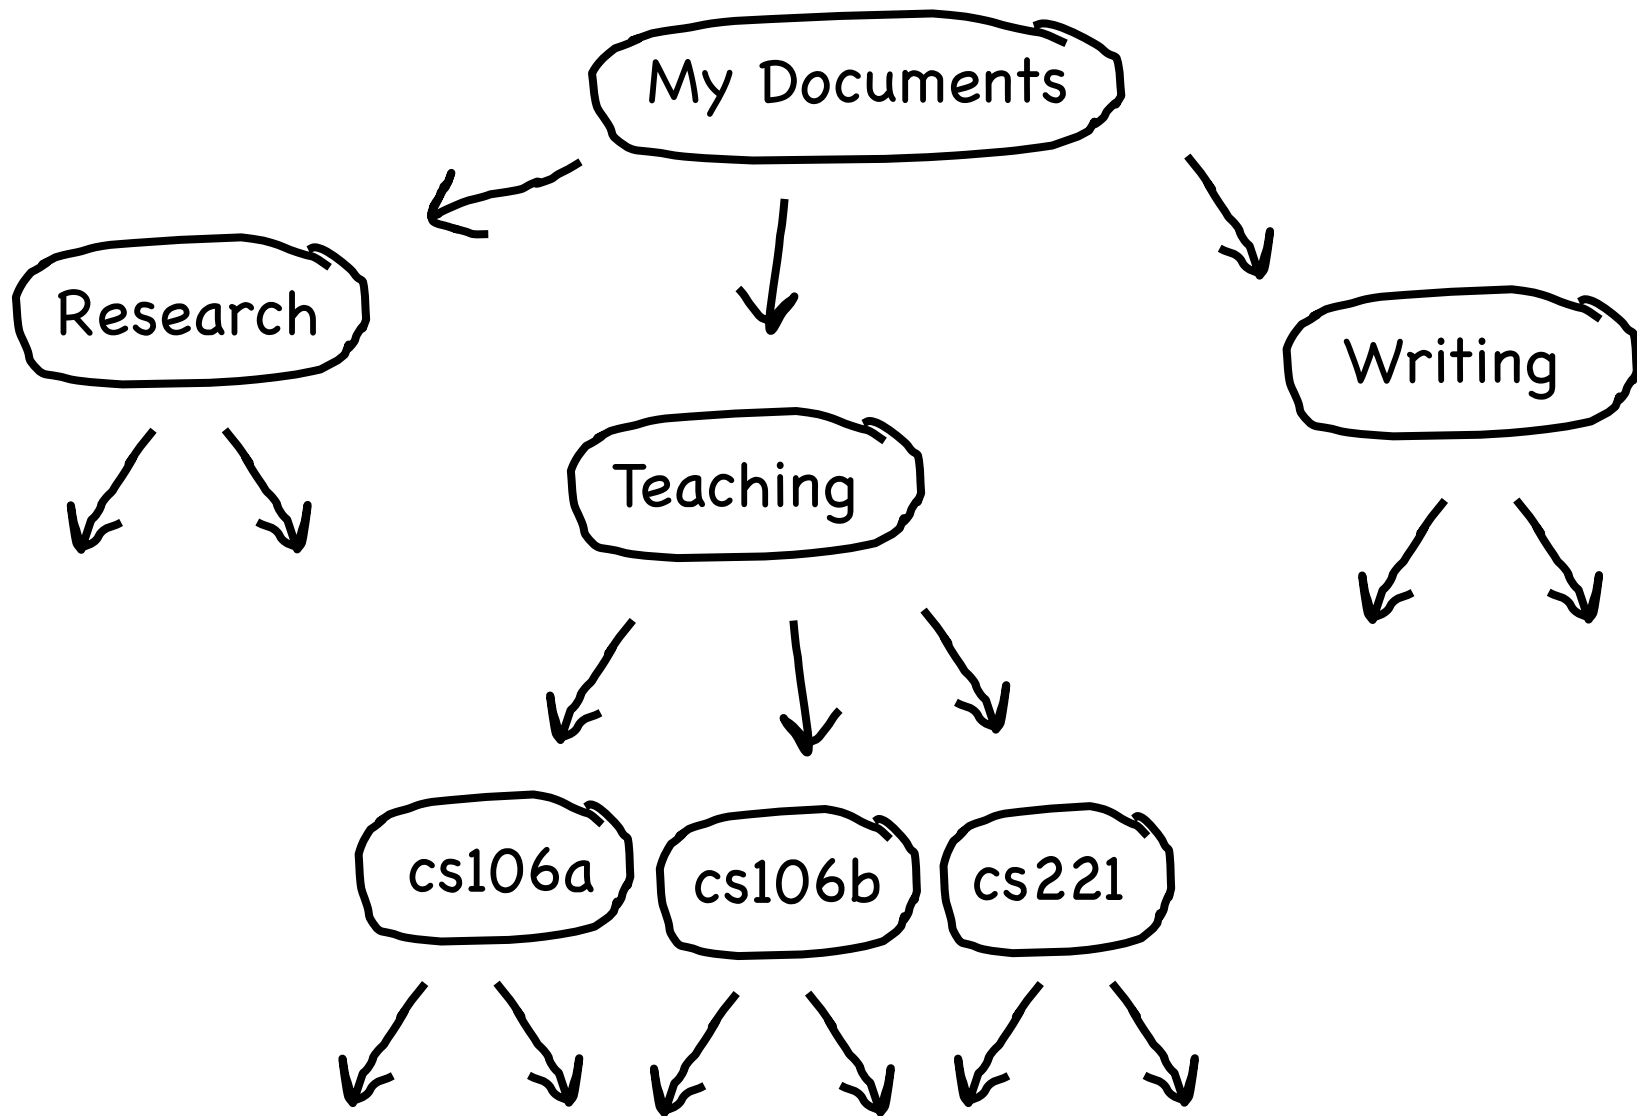 My Documents
Research
Writing
Teaching
cs106a
cs106b
cs221